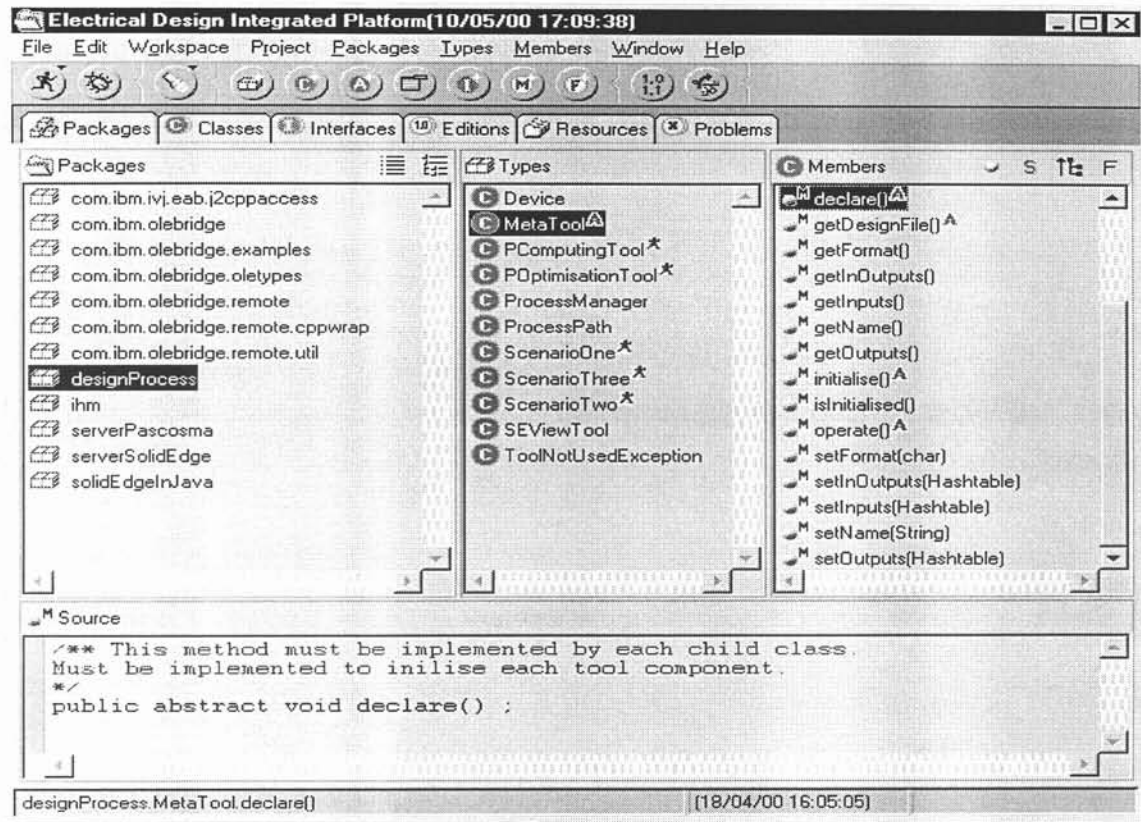 Electrical Design Integrated Platform(10/05/00 17:09:38)
File Edit Workspace Project Packages Types Members Window Help
Packages Classes Interfaces Editions Resources Problems
Packages
com.ibm.ivj.eab.j2cppaccess
com.ibm.olebridge
com.ibm.olebridge.examples
com.ibm.olebridge.oletypes
com.ibm.olebridge.remote
com.ibm.olebridge.remote.cppwrap
com.ibm.olebridge.remote.util
designProcess
ihm
serverPascosma
serverSolidEdge
solidEdgeInJava
Types
Device
MetaTool
PComputingTool
POptimisationTool
ProcessManager
ProcessPath
ScenarioOne
ScenarioThree
ScenarioTwo
SEViewTool
ToolNotUsedException
Members S F
declare()
getDesignFile()
getFormat()
getInOutputs()
getInputs()
getName()
getOutputs()
initialise()
isInitialised()
operate()
setFormat(char)
setInOutputs(Hashtable)
setInputs(Hashtable)
setName(String)
setOutputs(Hashtable)
Source
/** This method must be implemented by each child class.
Must be implemented to inilise each tool component.
*/
public abstract void declare() ;
designProcess.MetaTool.declare() (18/04/00 16:05:05)